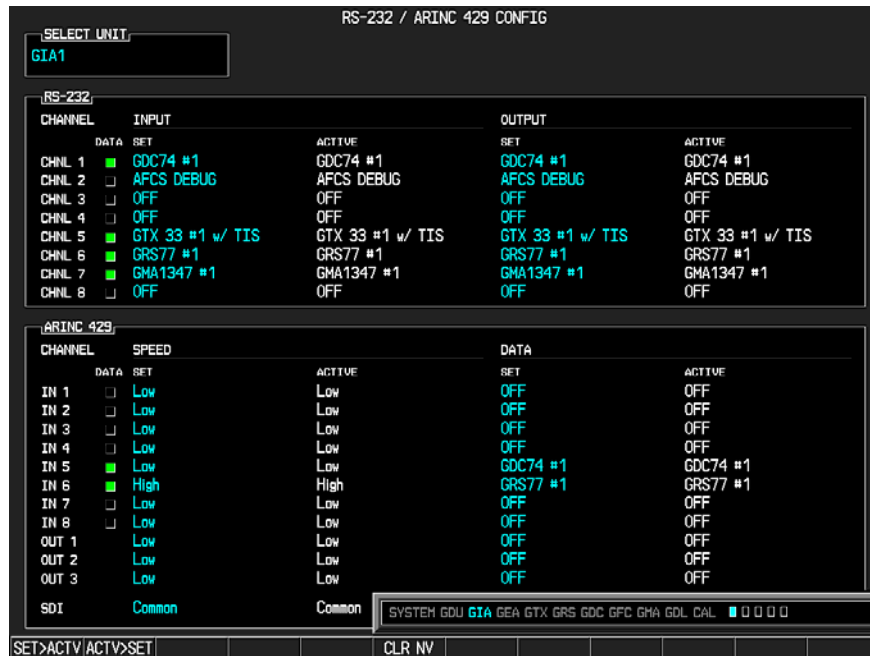 RS-232 / ARINC 429 CONFIG
SELECT UNIT
GIA1
RS-232
CHANNEL INPUT OUTPUT
DATA SET ACTIVE SET ACTIVE
CHNL 1 GDC74 #1 GDC74 #1 GDC74 #1 GDC74 #1
CHNL 2 AFCS DEBUG AFCS DEBUG AFCS DEBUG AFCS DEBUG
CHNL 3 OFF OFF OFF OFF
CHNL 4 OFF OFF OFF OFF
CHNL 5 GTX 33 #1 w/ TIS GTX 33 #1 w/ TIS GTX 33 #1 w/ TIS GTX 33 #1 w/ TIS
CHNL 6 GRS77 #1 GRS77 #1 GRS77 #1 GRS77 #1
CHNL 7 GMA1347 #1 GMA1347 #1 GMA1347 #1 GMA1347 #1
CHNL 8 OFF OFF OFF OFF
ARINC 429
CHANNEL SPEED DATA
DATA SET ACTIVE SET ACTIVE
IN 1 Low Low OFF OFF
IN 2 Low Low OFF OFF
IN 3 Low Low OFF OFF
IN 4 Low Low OFF OFF
IN 5 Low Low GDC74 #1 GDC74 #1
IN 6 High High GRS77 #1 GRS77 #1
IN 7 Low Low OFF OFF
IN 8 Low Low OFF OFF
OUT 1 Low Low OFF OFF
OUT 2 Low Low OFF OFF
OUT 3 Low Low OFF OFF
SDI Common Common
SYSTEM GDU GIA GEA GTX GRS GDC GFC GMA GDL CAL
SET>ACTV ACTV>SET CLR NV